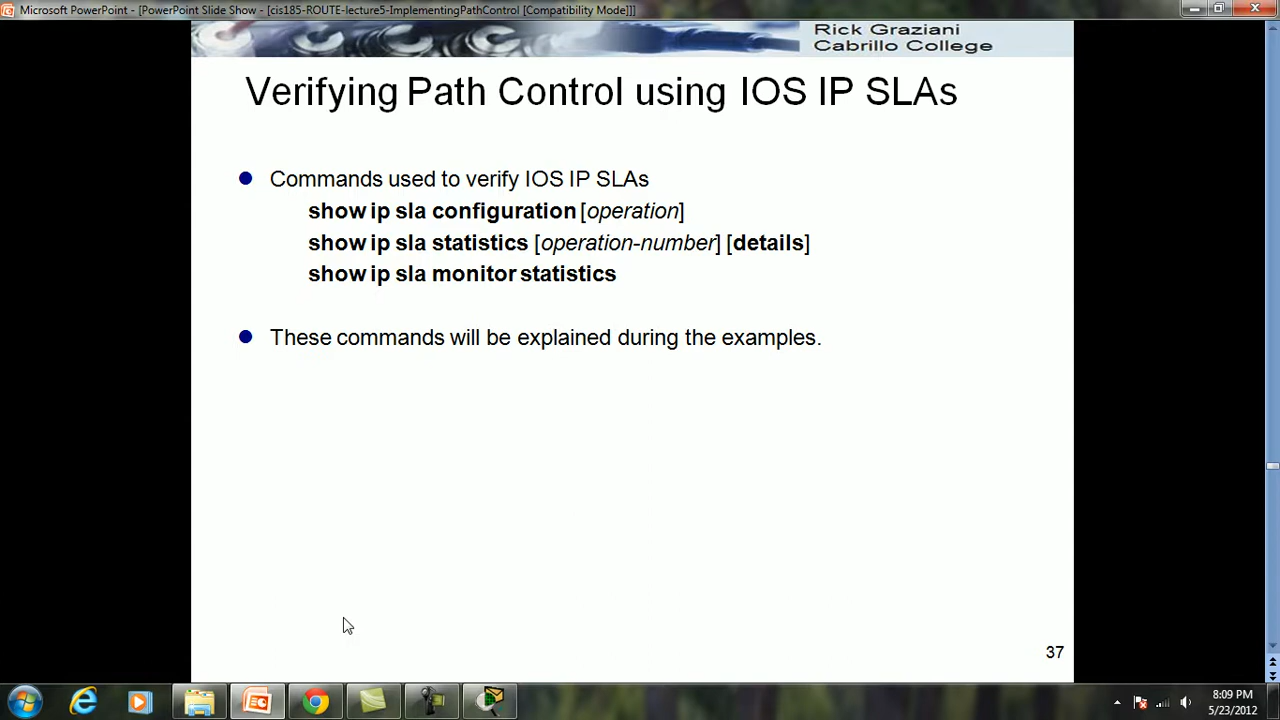 Microsoft PowerPoint - [PowerPoint Slide Show - [cis185-ROUTE-lecture5-ImplementingPathControl [Compatibility Mode]]]
Rick Graziani
Cabrillo College
Verifying Path Control using IOS IP SLAs
Commands used to verify IOS IP SLAs
show ip sla configuration [operation]
show ip sla statistics [operation-number] [details]
show ip sla monitor statistics
These commands will be explained during the examples.
37
8:09 PM
5/23/2012